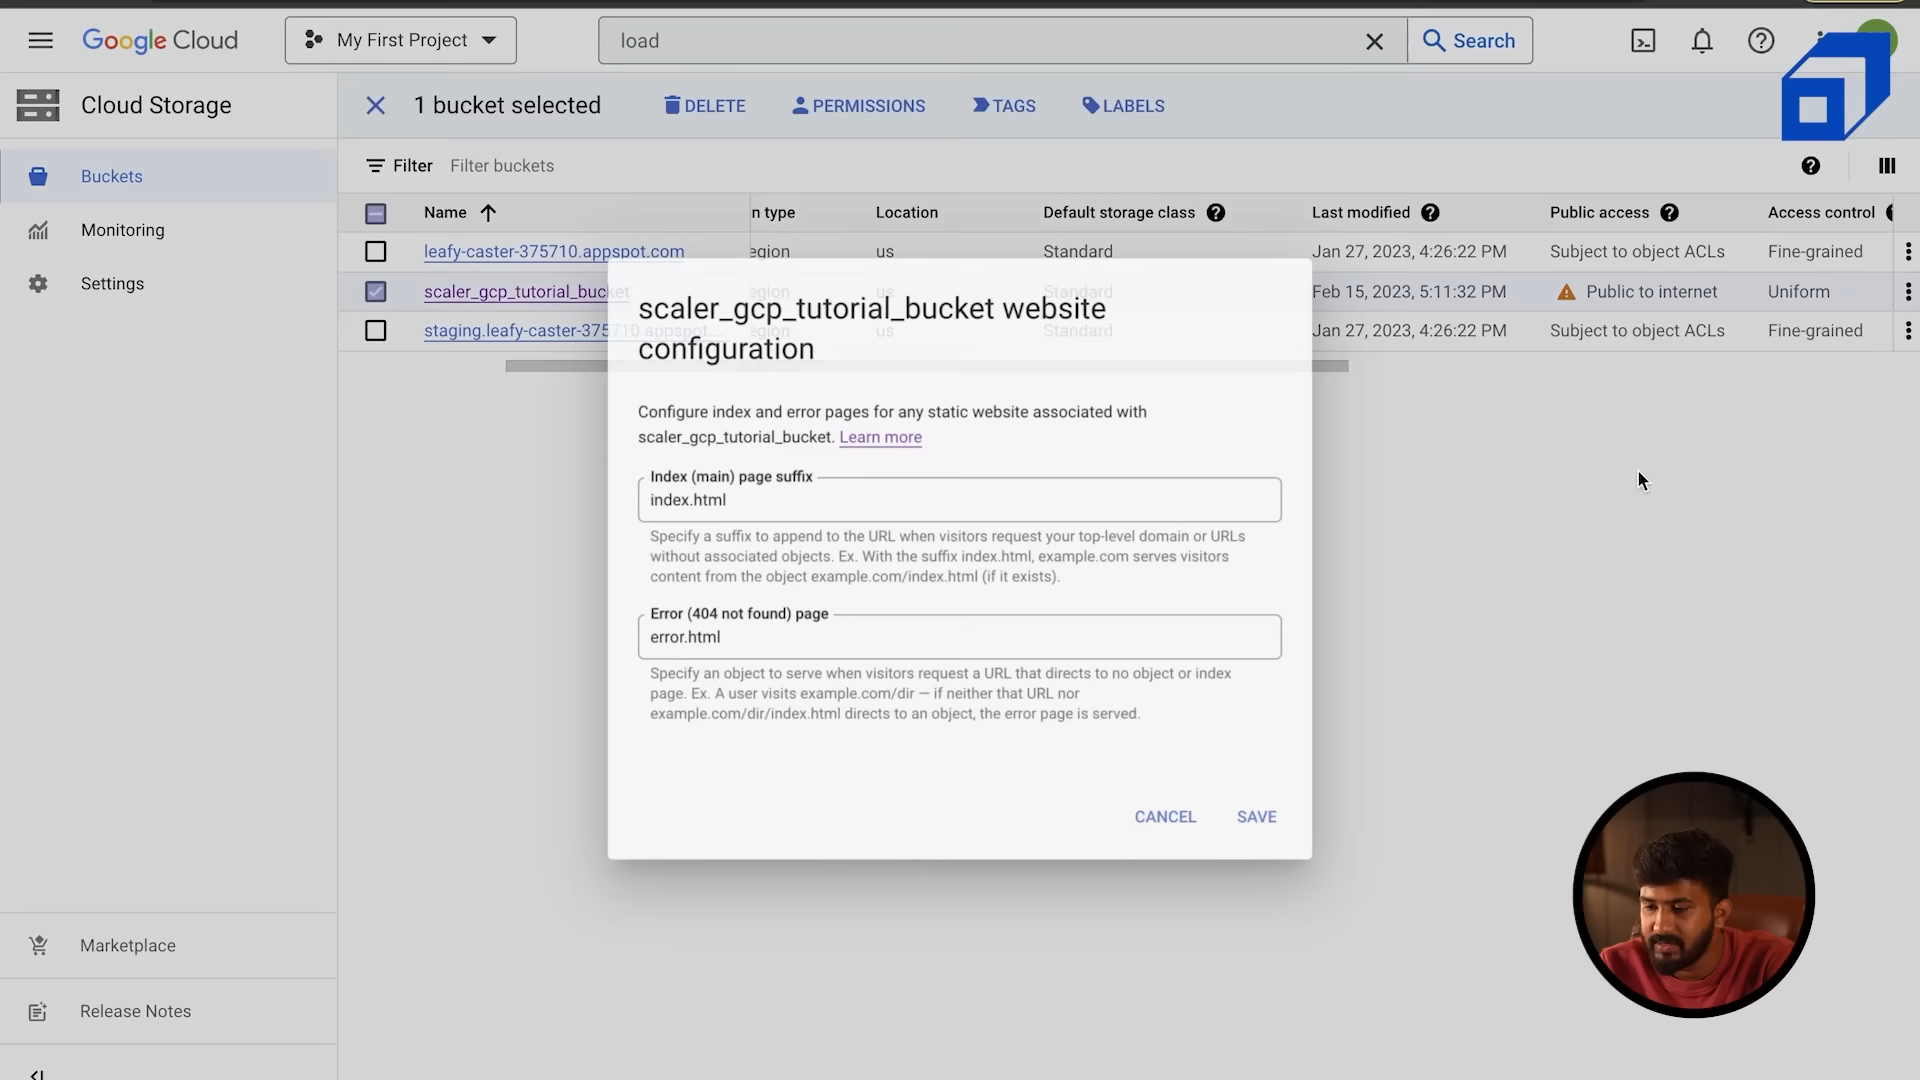 Google Cloud
My First Project
load
Search
Cloud Storage
1 bucket selected
DELETE
PERMISSIONS
TAGS
LABELS
Buckets
Monitoring
Settings
Marketplace
Release Notes
Filter
Filter buckets
Name
n type
Location
Default storage class
Last modified
Public access
Access control
leafy-caster-375710.appspot.com
egion
us
Standard
Jan 27, 2023, 4:26:22 PM
Subject to object ACLs
Fine-grained
scaler_gcp_tutorial_bucket
egion
us
Standard
Feb 15, 2023, 5:11:32 PM
Public to internet
Uniform
staging.leafy-caster-375710.appspot....
egion
us
Standard
Jan 27, 2023, 4:26:22 PM
Subject to object ACLs
Fine-grained
scaler_gcp_tutorial_bucket website
configuration
Configure index and error pages for any static website associated with
scaler_gcp_tutorial_bucket. Learn more
Index (main) page suffix
index.html
Specify a suffix to append to the URL when visitors request your top-level domain or URLs
without associated objects. Ex. With the suffix index.html, example.com serves visitors
content from the object example.com/index.html (if it exists).
Error (404 not found) page
error.html
Specify an object to serve when visitors request a URL that directs to no object or index
page. Ex. A user visits example.com/dir — if neither that URL nor
example.com/dir/index.html directs to an object, the error page is served.
CANCEL
SAVE